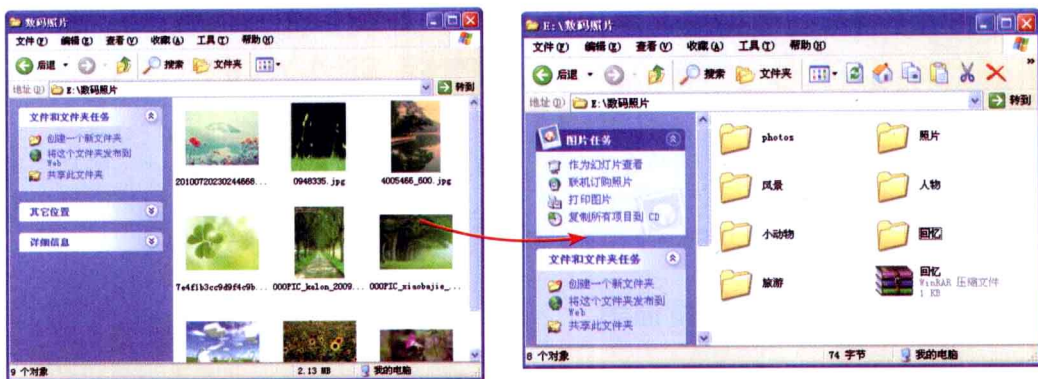 数码照片
文件(F) 编辑(E) 查看(V) 收藏(A) 工具(T) 帮助(H)
后退 搜索 文件夹
地址(D) E:\数码照片 转到
文件和文件夹任务
创建一个新文件夹
将这个文件夹发布到
Web
共享此文件夹
其它位置
详细信息
20100720230244668... 0948335.jpg 4005466_600.jpg
7e4f1b3cc9d9f4c9b... 000PIC_kelon_2009... 000PIC_xiaobajie_...
9 个对象 2.13 MB 我的电脑
E:\数码照片
文件(F) 编辑(E) 查看(V) 收藏(A) 工具(T) 帮助(H)
后退 搜索 文件夹
地址(D) E:\数码照片 转到
图片任务
作为幻灯片查看
联机订购照片
打印图片
复制所有项目到 CD
文件和文件夹任务
创建一个新文件夹
将这个文件夹发布到
Web
共享此文件夹
photos 照片
风景 人物
小动物 回忆
旅游 回忆
WinRAR 压缩文件
1 KB
8 个对象 74 字节 我的电脑